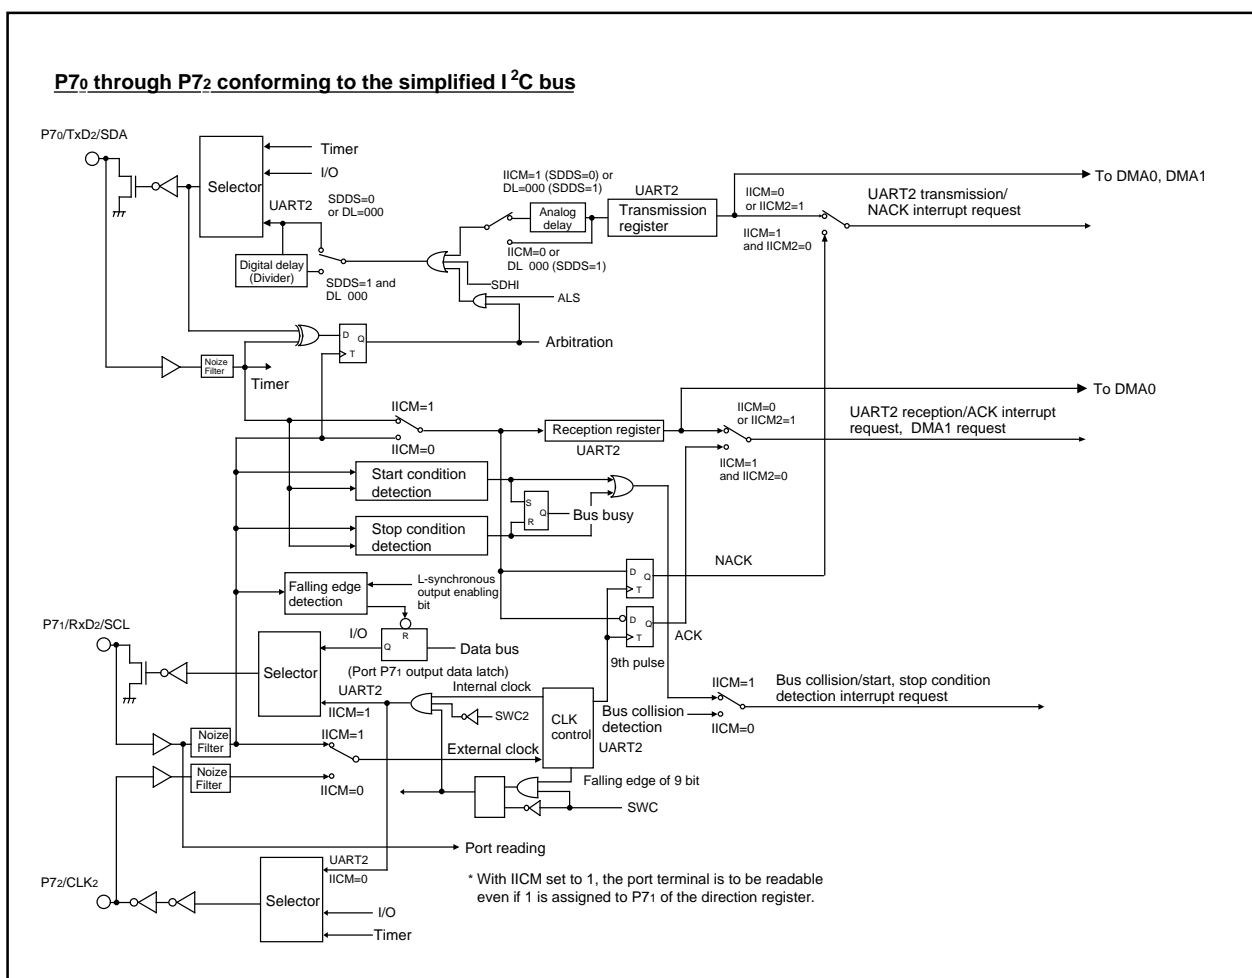 P70 through P72 conforming to the simplified I2C bus
P70/TxD2/SDA
Selector
Timer
I/O
UART2
SDDS=0
or DL=000
Digital delay
(Divider)
SDDS=1 and
DL 000
IICM=1 (SDDS=0) or
DL=000 (SDDS=1)
Analog
delay
IICM=0 or
DL 000 (SDDS=1)
SDHI
ALS
UART2
Transmission
register
IICM=0
or IICM2=1
IICM=1
and IICM2=0
To DMA0, DMA1
UART2 transmission/
NACK interrupt request
D
Q
T
Arbitration
Noize
Filter
Timer
IICM=1
IICM=0
Reception register
UART2
To DMA0
IICM=0
or IICM2=1
IICM=1
and IICM2=0
UART2 reception/ACK interrupt
request, DMA1 request
Start condition
detection
Stop condition
detection
S
R
Q
Bus busy
NACK
D
Q
T
D
Q
T
ACK
9th pulse
Falling edge
detection
L-synchronous
output enabling
bit
P71/RxD2/SCL
Selector
I/O
R
Q
Data bus
(Port P71 output data latch)
UART2
IICM=1
Internal clock
SWC2
CLK
control
UART2
Bus collision
detection
IICM=1
IICM=0
Bus collision/start, stop condition
detection interrupt request
Noize
Filter
IICM=1
External clock
Noize
Filter
IICM=0
Falling edge of 9 bit
SWC
Port reading
P72/CLK2
Selector
UART2
IICM=0
I/O
Timer
* With IICM set to 1, the port terminal is to be readable
even if 1 is assigned to P71 of the direction register.